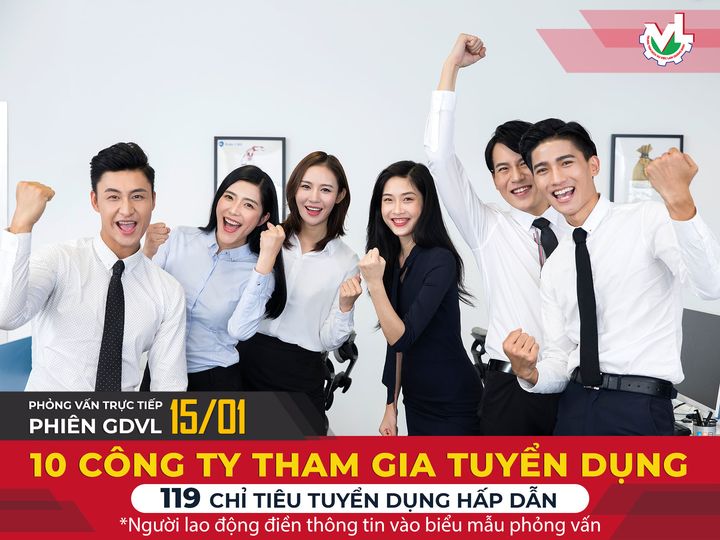 PHỎNG VẤN TRỰC TIẾP
PHIÊN GDVL 15/01
10 CÔNG TY THAM GIA TUYỂN DỤNG
119 CHỈ TIÊU TUYỂN DỤNG HẤP DẪN
*Người lao động điền thông tin vào biểu mẫu phỏng vấn